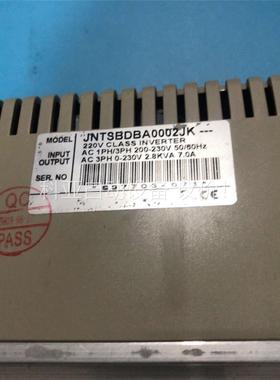 MODEL JNTSBDBA0002JK ---
220V CLASS INVERTER
INPUT AC 1PH/3PH 200-230V 50/60Hz
OUTPUT AC 3PH 0-230V 2.8KVA 7.0A
SER. NO
CE
QC
PASS